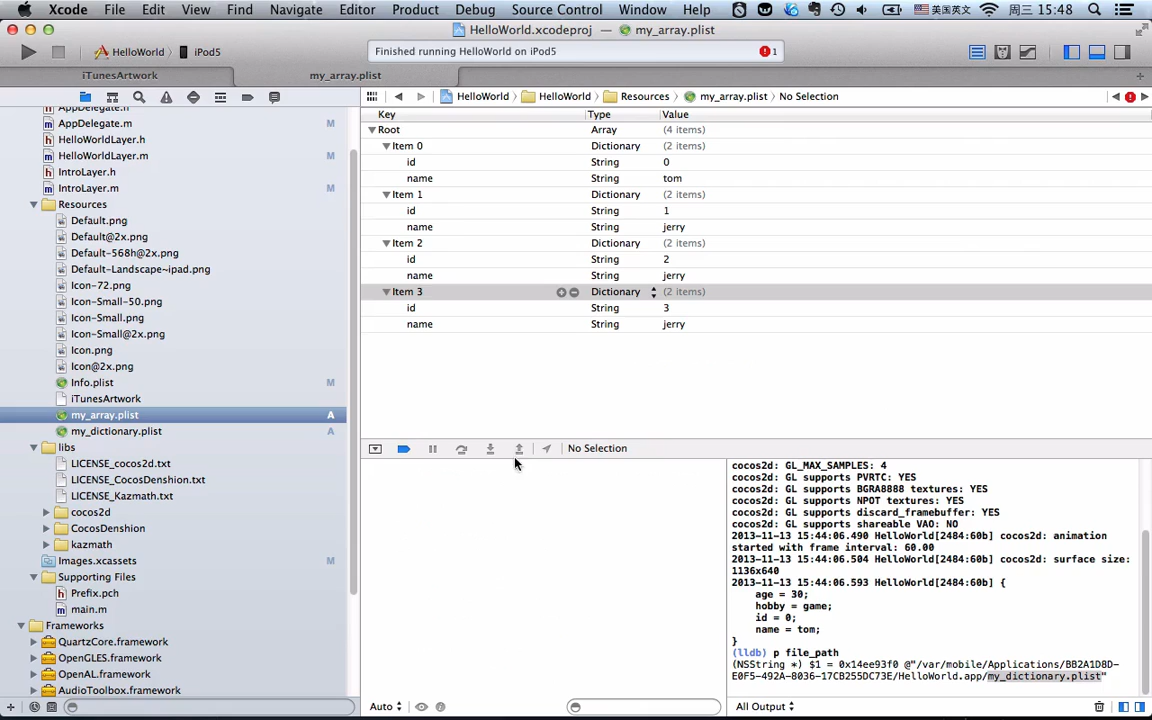 Xcode File Edit View Find Navigate Editor Product Debug Source Control Window Help 美国英文 周三 15:48
HelloWorld.xcodeproj — my_array.plist
HelloWorld iPod5
Finished running HelloWorld on iPod5 1
iTunesArtwork
my_array.plist
HelloWorld HelloWorld Resources my_array.plist No Selection
AppDelegate.h
AppDelegate.m M
HelloWorldLayer.h
HelloWorldLayer.m M
IntroLayer.h
IntroLayer.m M
Resources
Default.png
Default@2x.png
Default-568h@2x.png
Default-Landscape~ipad.png
Icon-72.png
Icon-Small-50.png
Icon-Small.png
Icon-Small@2x.png
Icon.png
Icon@2x.png
Info.plist M
iTunesArtwork
my_array.plist A
my_dictionary.plist A
libs
LICENSE_cocos2d.txt
LICENSE_CocosDenshion.txt
LICENSE_Kazmath.txt
cocos2d
CocosDenshion
kazmath
Images.xcassets M
Supporting Files
Prefix.pch
main.m
Frameworks
QuartzCore.framework
OpenGLES.framework
OpenAL.framework
AudioToolbox.framework
Key Type Value
Root Array (4 items)
Item 0 Dictionary (2 items)
id String 0
name String tom
Item 1 Dictionary (2 items)
id String 1
name String jerry
Item 2 Dictionary (2 items)
id String 2
name String jerry
Item 3 Dictionary (2 items)
id String 3
name String jerry
No Selection
cocos2d: GL_MAX_SAMPLES: 4
cocos2d: GL supports PVRTC: YES
cocos2d: GL supports BGRA8888 textures: YES
cocos2d: GL supports NPOT textures: YES
cocos2d: GL supports discard_framebuffer: YES
cocos2d: GL supports shareable VAO: NO
2013-11-13 15:44:06.490 HelloWorld[2484:60b] cocos2d: animation
started with frame interval: 60.00
2013-11-13 15:44:06.504 HelloWorld[2484:60b] cocos2d: surface size:
1136x640
2013-11-13 15:44:06.593 HelloWorld[2484:60b] {
age = 30;
hobby = game;
id = 0;
name = tom;
}
(lldb) p file_path
(NSString *) $1 = 0x14ee93f0 @"/var/mobile/Applications/BB2A1D8D-
E0F5-492A-8036-17CB255DC73E/HelloWorld.app/my_dictionary.plist"
Auto
All Output